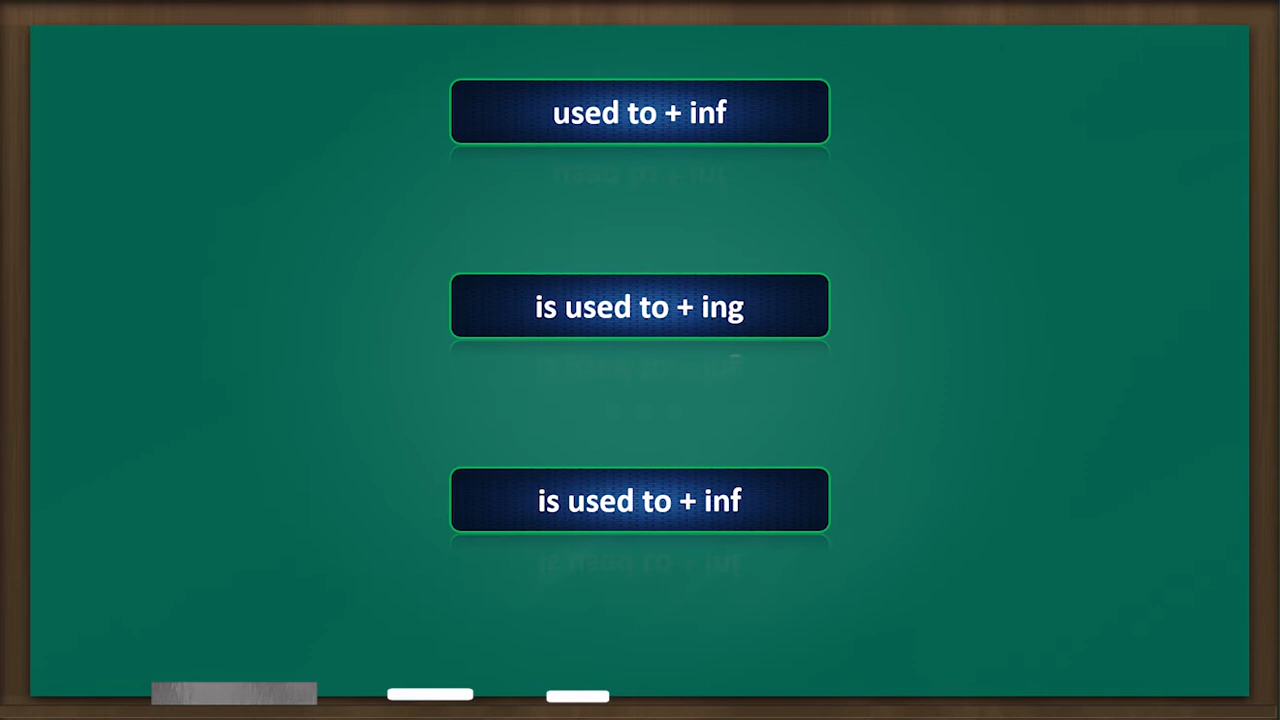 used to + inf
is used to + ing
is used to + inf